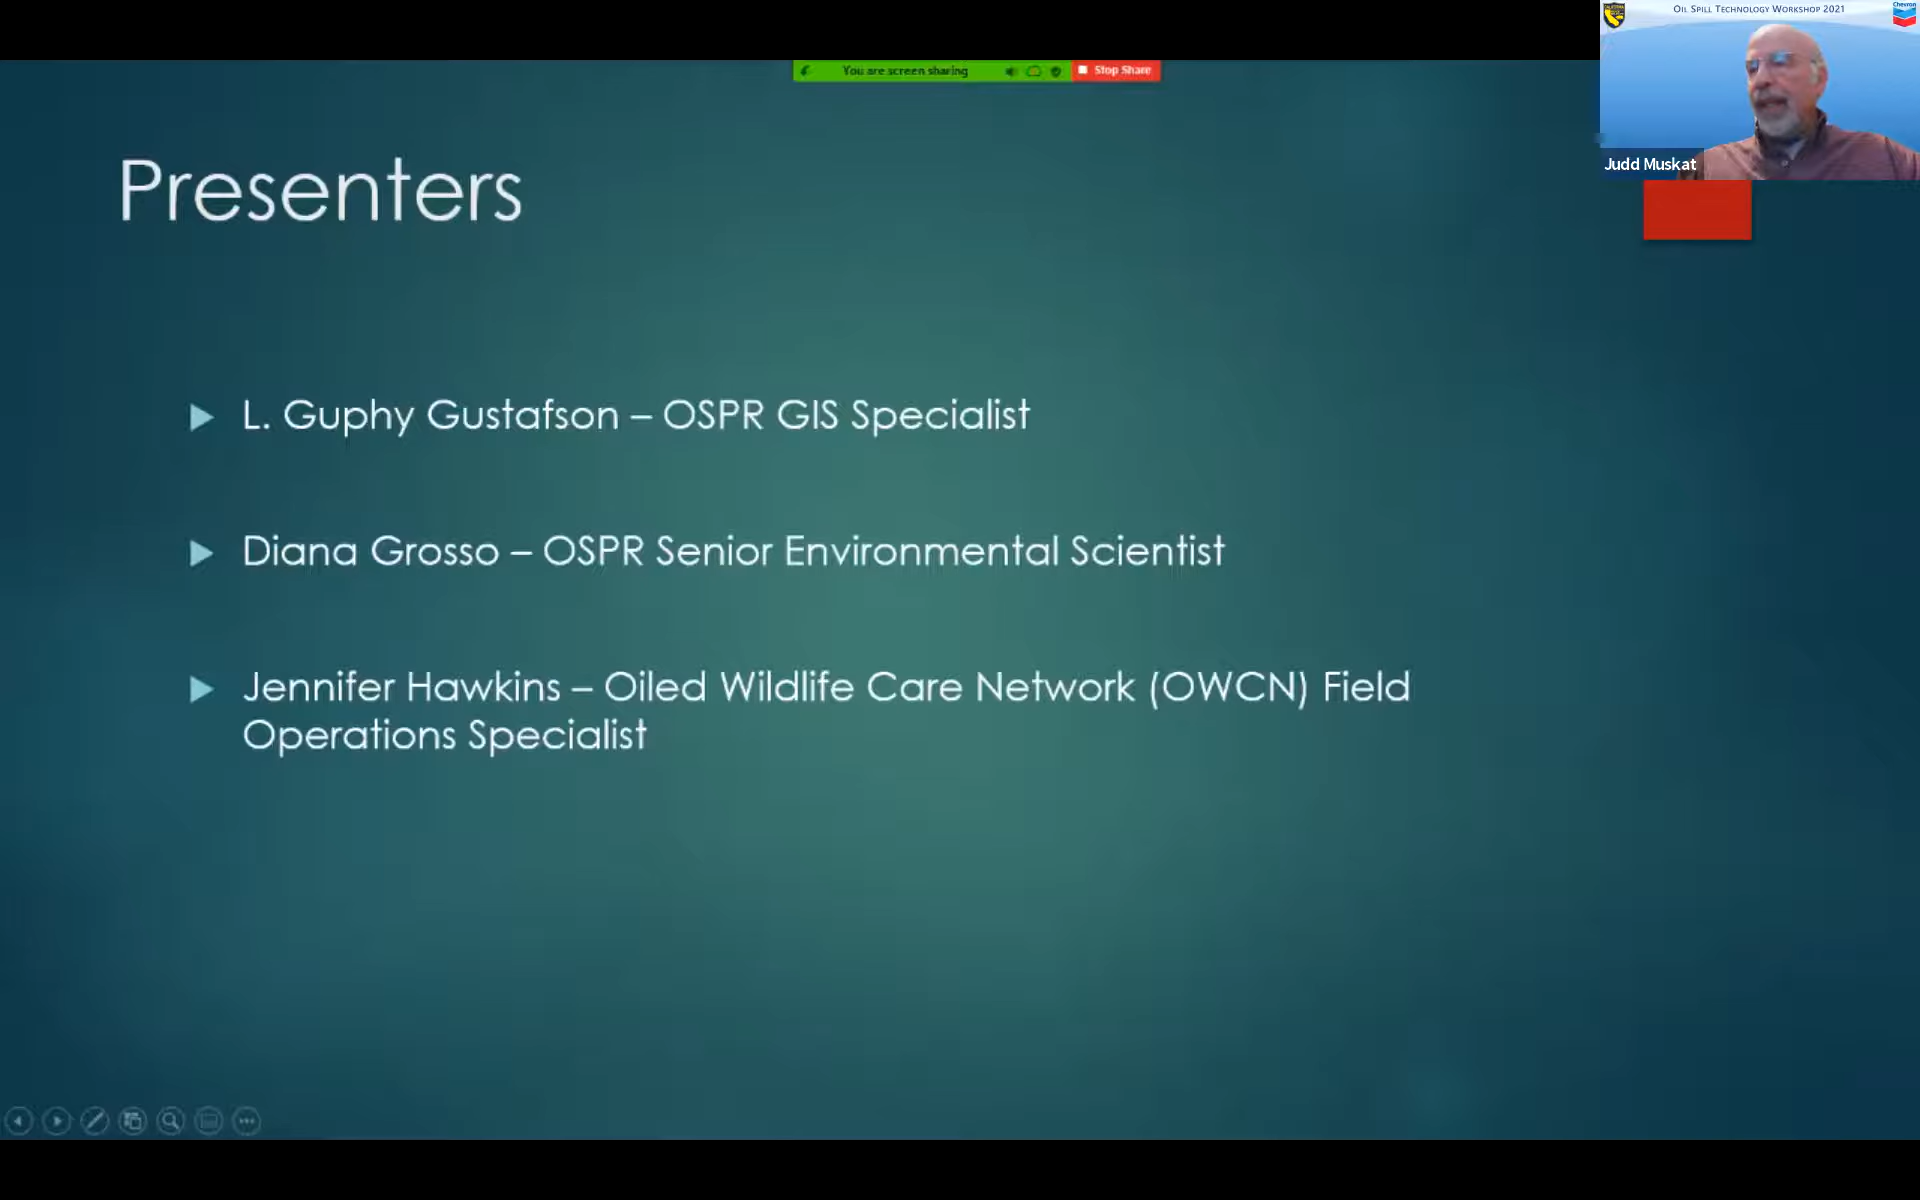 OIL SPILL TECHNOLOGY WORKSHOP 2021
Chevron
You are screen sharing
Stop Share
Judd Muskat
Presenters
L. Guphy Gustafson – OSPR GIS Specialist
Diana Grosso – OSPR Senior Environmental Scientist
Jennifer Hawkins – Oiled Wildlife Care Network (OWCN) Field
Operations Specialist